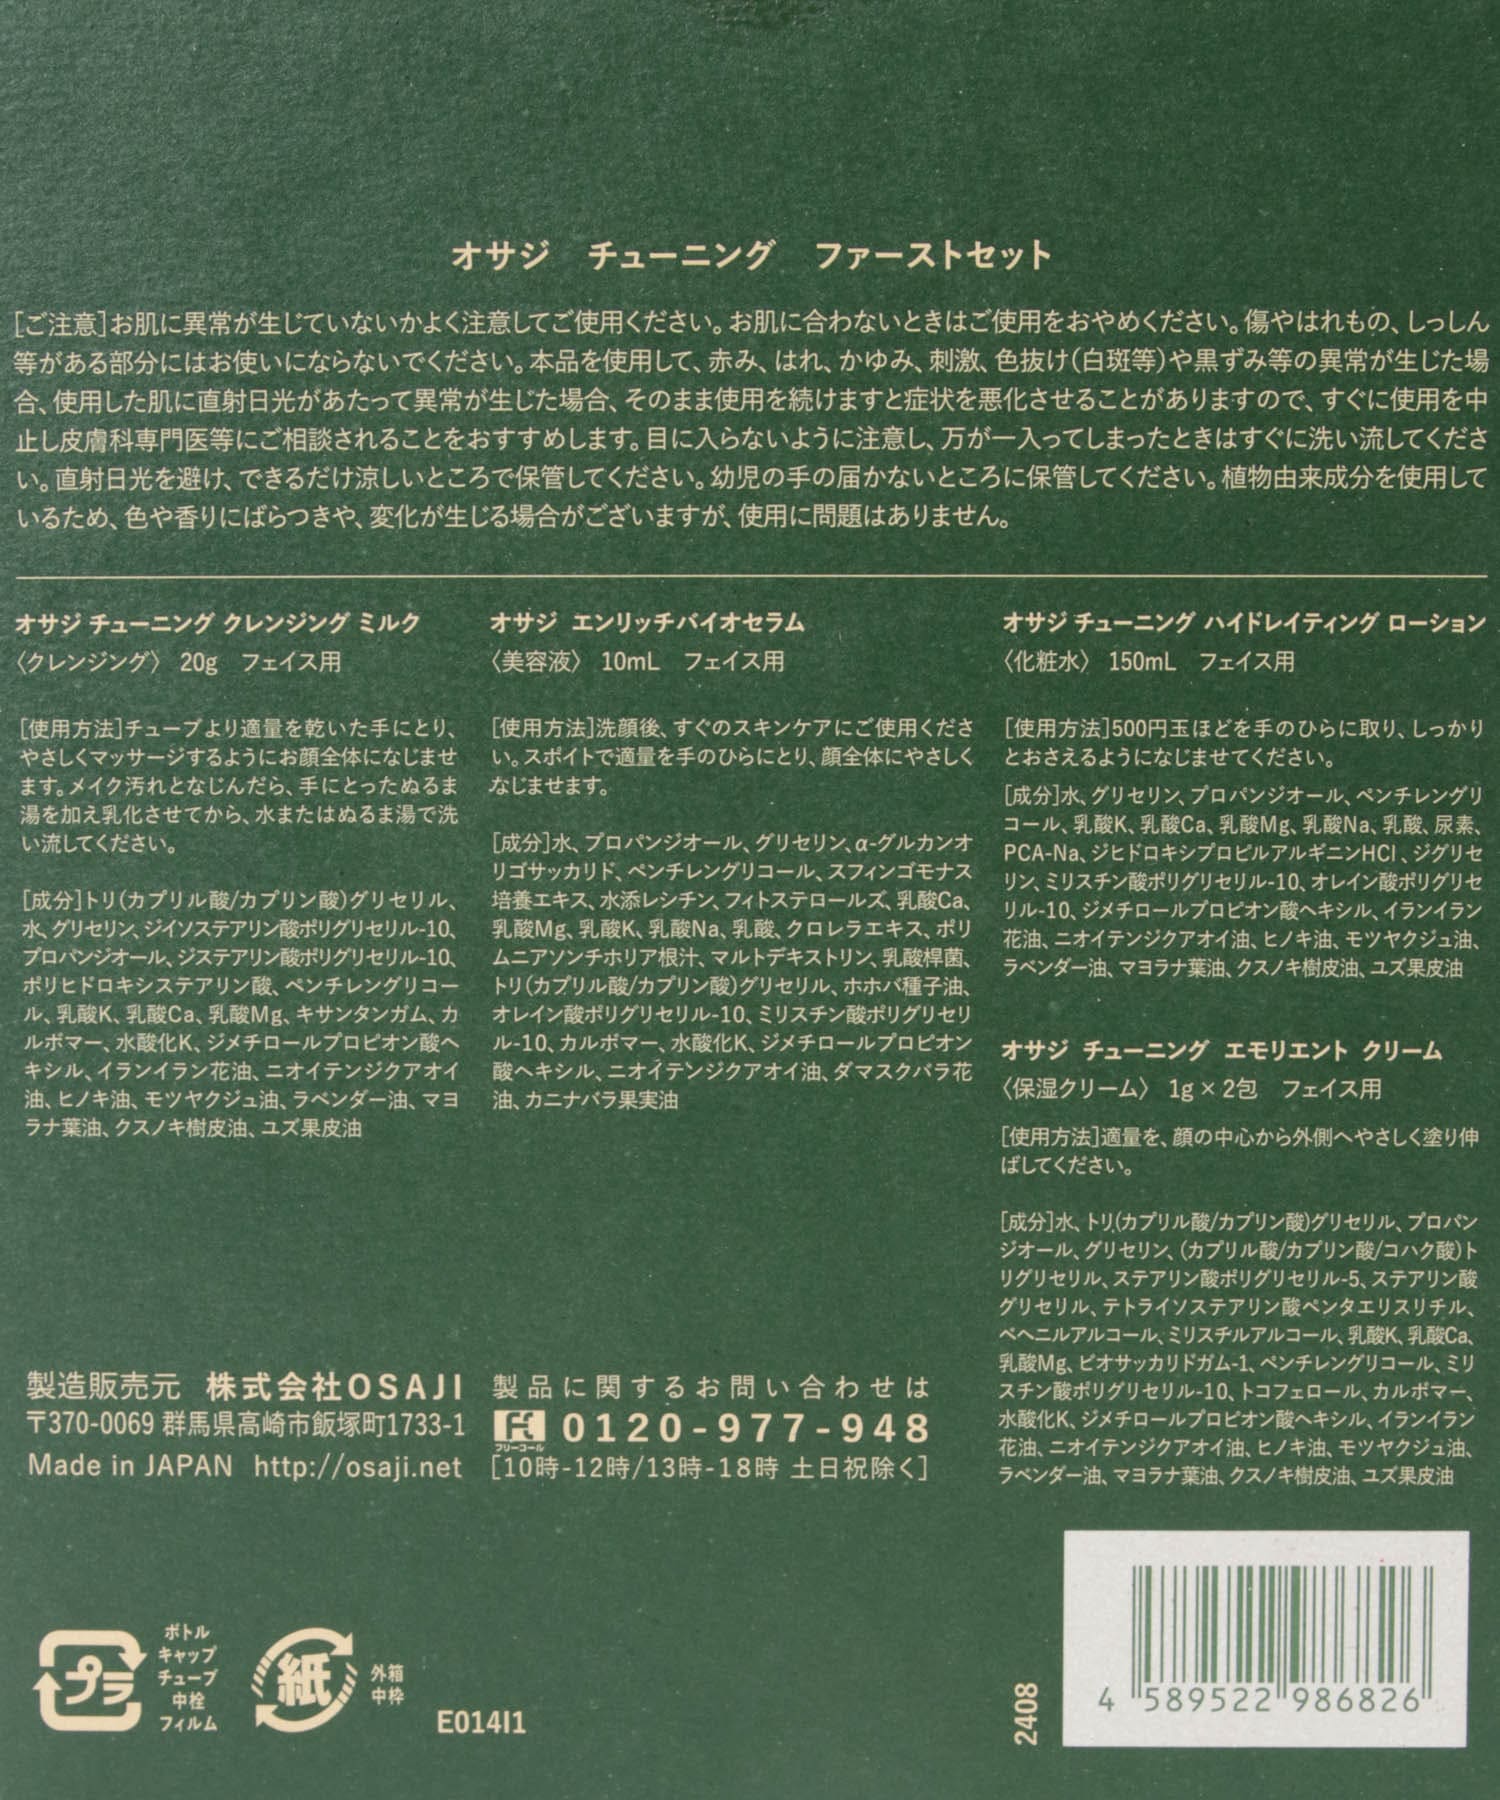 オサジ　チューニング　ファーストセット
[ご注意]お肌に異常が生じていないかよく注意してご使用ください。お肌に合わないときはご使用をおやめください。傷やはれもの、しっしん
等がある部分にはお使いにならないでください。本品を使用して、赤み、はれ、かゆみ、刺激、色抜け(白斑等)や黒ずみ等の異常が生じた場
合、使用した肌に直射日光があたって異常が生じた場合、そのまま使用を続けますと症状を悪化させることがありますので、すぐに使用を中
止し皮膚科専門医等にご相談されることをおすすめします。目に入らないように注意し、万が一入ってしまったときはすぐに洗い流してくださ
い。直射日光を避け、できるだけ涼しいところで保管してください。幼児の手の届かないところに保管してください。植物由来成分を使用して
いるため、色や香りにばらつきや、変化が生じる場合がございますが、使用に問題はありません。
オサジ チューニング クレンジング ミルク
〈クレンジング〉 20g　フェイス用
[使用方法]チューブより適量を乾いた手にとり、
やさしくマッサージするようにお顔全体になじませ
ます。メイク汚れとなじんだら、手にとったぬるま
湯を加え乳化させてから、水またはぬるま湯で洗
い流してください。
[成分]トリ(カプリル酸/カプリン酸)グリセリル、
水、グリセリン、ジイソステアリン酸ポリグリセリル-10、
プロパンジオール、ジステアリン酸ポリグリセリル-10、
ポリヒドロキシステアリン酸、ペンチレングリコー
ル、乳酸K、乳酸Ca、乳酸Mg、キサンタンガム、カ
ルボマー、水酸化K、ジメチロールプロピオン酸ヘ
キシル、イランイラン花油、ニオイテンジクアオイ
油、ヒノキ油、モツヤクジュ油、ラベンダー油、マヨ
ラナ葉油、クスノキ樹皮油、ユズ果皮油
オサジ エンリッチバイオセラム
〈美容液〉 10mL　フェイス用
[使用方法]洗顔後、すぐのスキンケアにご使用くださ
い。スポイトで適量を手のひらにとり、顔全体にやさしく
なじませます。
[成分]水、プロパンジオール、グリセリン、α-グルカンオ
リゴサッカリド、ペンチレングリコール、スフィンゴモナス
培養エキス、水添レシチン、フィトステロールズ、乳酸Ca、
乳酸Mg、乳酸K、乳酸Na、乳酸、クロレラエキス、ポリ
ムニアソンチホリア根汁、マルトデキストリン、乳酸桿菌、
トリ(カプリル酸/カプリン酸)グリセリル、ホホバ種子油、
オレイン酸ポリグリセリル-10、ミリスチン酸ポリグリセリ
ル-10、カルボマー、水酸化K、ジメチロールプロピオン
酸ヘキシル、ニオイテンジクアオイ油、ダマスクバラ花
油、カニナバラ果実油
オサジ チューニング ハイドレイティング ローション
〈化粧水〉 150mL　フェイス用
[使用方法]500円玉ほどを手のひらに取り、しっかり
とおさえるようになじませてください。
[成分]水、グリセリン、プロパンジオール、ペンチレングリ
コール、乳酸K、乳酸Ca、乳酸Mg、乳酸Na、乳酸、尿素、
PCA-Na、ジヒドロキシプロピルアルギニンHCl、ジグリセ
リン、ミリスチン酸ポリグリセリル-10、オレイン酸ポリグリセ
リル-10、ジメチロールプロピオン酸ヘキシル、イランイラン
花油、ニオイテンジクアオイ油、ヒノキ油、モツヤクジュ油、
ラベンダー油、マヨラナ葉油、クスノキ樹皮油、ユズ果皮油
オサジ チューニング エモリエント クリーム
〈保湿クリーム〉 1g×2包　フェイス用
[使用方法]適量を、顔の中心から外側へやさしく塗り伸
ばしてください。
[成分]水、トリ(カプリル酸/カプリン酸)グリセリル、プロパン
ジオール、グリセリン、(カプリル酸/カプリン酸/コハク酸)ト
リグリセリル、ステアリン酸ポリグリセリル-5、ステアリン酸
グリセリル、テトライソステアリン酸ペンタエリスリチル、
ベヘニルアルコール、ミリスチルアルコール、乳酸K、乳酸Ca、
乳酸Mg、ビオサッカリドガム-1、ペンチレングリコール、ミリ
スチン酸ポリグリセリル-10、トコフェロール、カルボマー、
水酸化K、ジメチロールプロピオン酸ヘキシル、イランイラン
花油、ニオイテンジクアオイ油、ヒノキ油、モツヤクジュ油、
ラベンダー油、マヨラナ葉油、クスノキ樹皮油、ユズ果皮油
製造販売元 株式会社OSAJI
〒370-0069 群馬県高崎市飯塚町1733-1
Made in JAPAN http://osaji.net
製品に関するお問い合わせは
フリーコール 0120-977-948
[10時-12時/13時-18時 土日祝除く]
プラ
ボトル
キャップ
チューブ
中栓
フィルム
紙
外箱
中枠
E014I1
2408
4 589522 986826